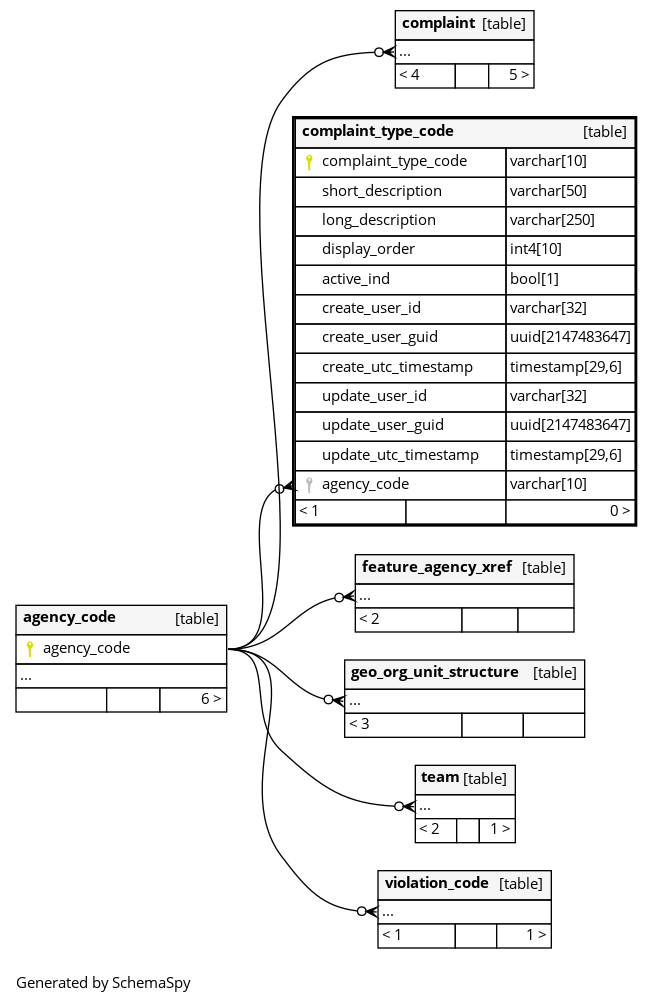 complaint [table]
...
< 4 5 >
complaint_type_code [table]
complaint_type_code varchar[10]
short_description varchar[50]
long_description varchar[250]
display_order int4[10]
active_ind bool[1]
create_user_id varchar[32]
create_user_guid uuid[2147483647]
create_utc_timestamp timestamp[29,6]
update_user_id varchar[32]
update_user_guid uuid[2147483647]
update_utc_timestamp timestamp[29,6]
agency_code varchar[10]
< 1 0 >
feature_agency_xref [table]
...
< 2
agency_code [table]
agency_code
...
6 >
geo_org_unit_structure [table]
...
< 3
team [table]
...
< 2 1 >
violation_code [table]
...
< 1 1 >
Generated by SchemaSpy